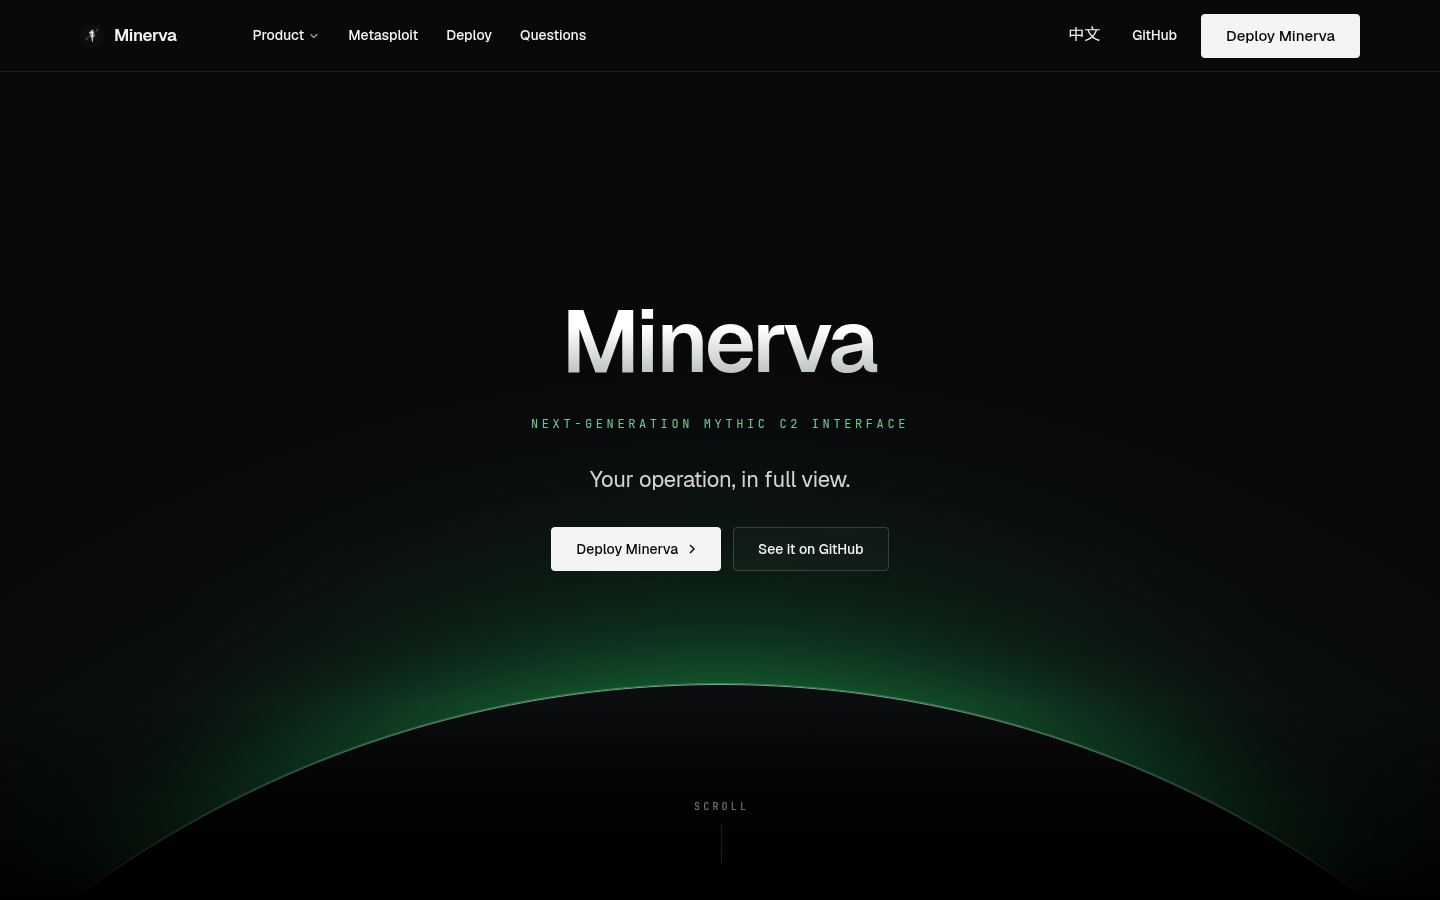 Minerva
Product
Metasploit
Deploy
Questions
中文
GitHub
Deploy Minerva
Minerva
NEXT-GENERATION MYTHIC C2 INTERFACE
Your operation, in full view.
Deploy Minerva
See it on GitHub
SCROLL